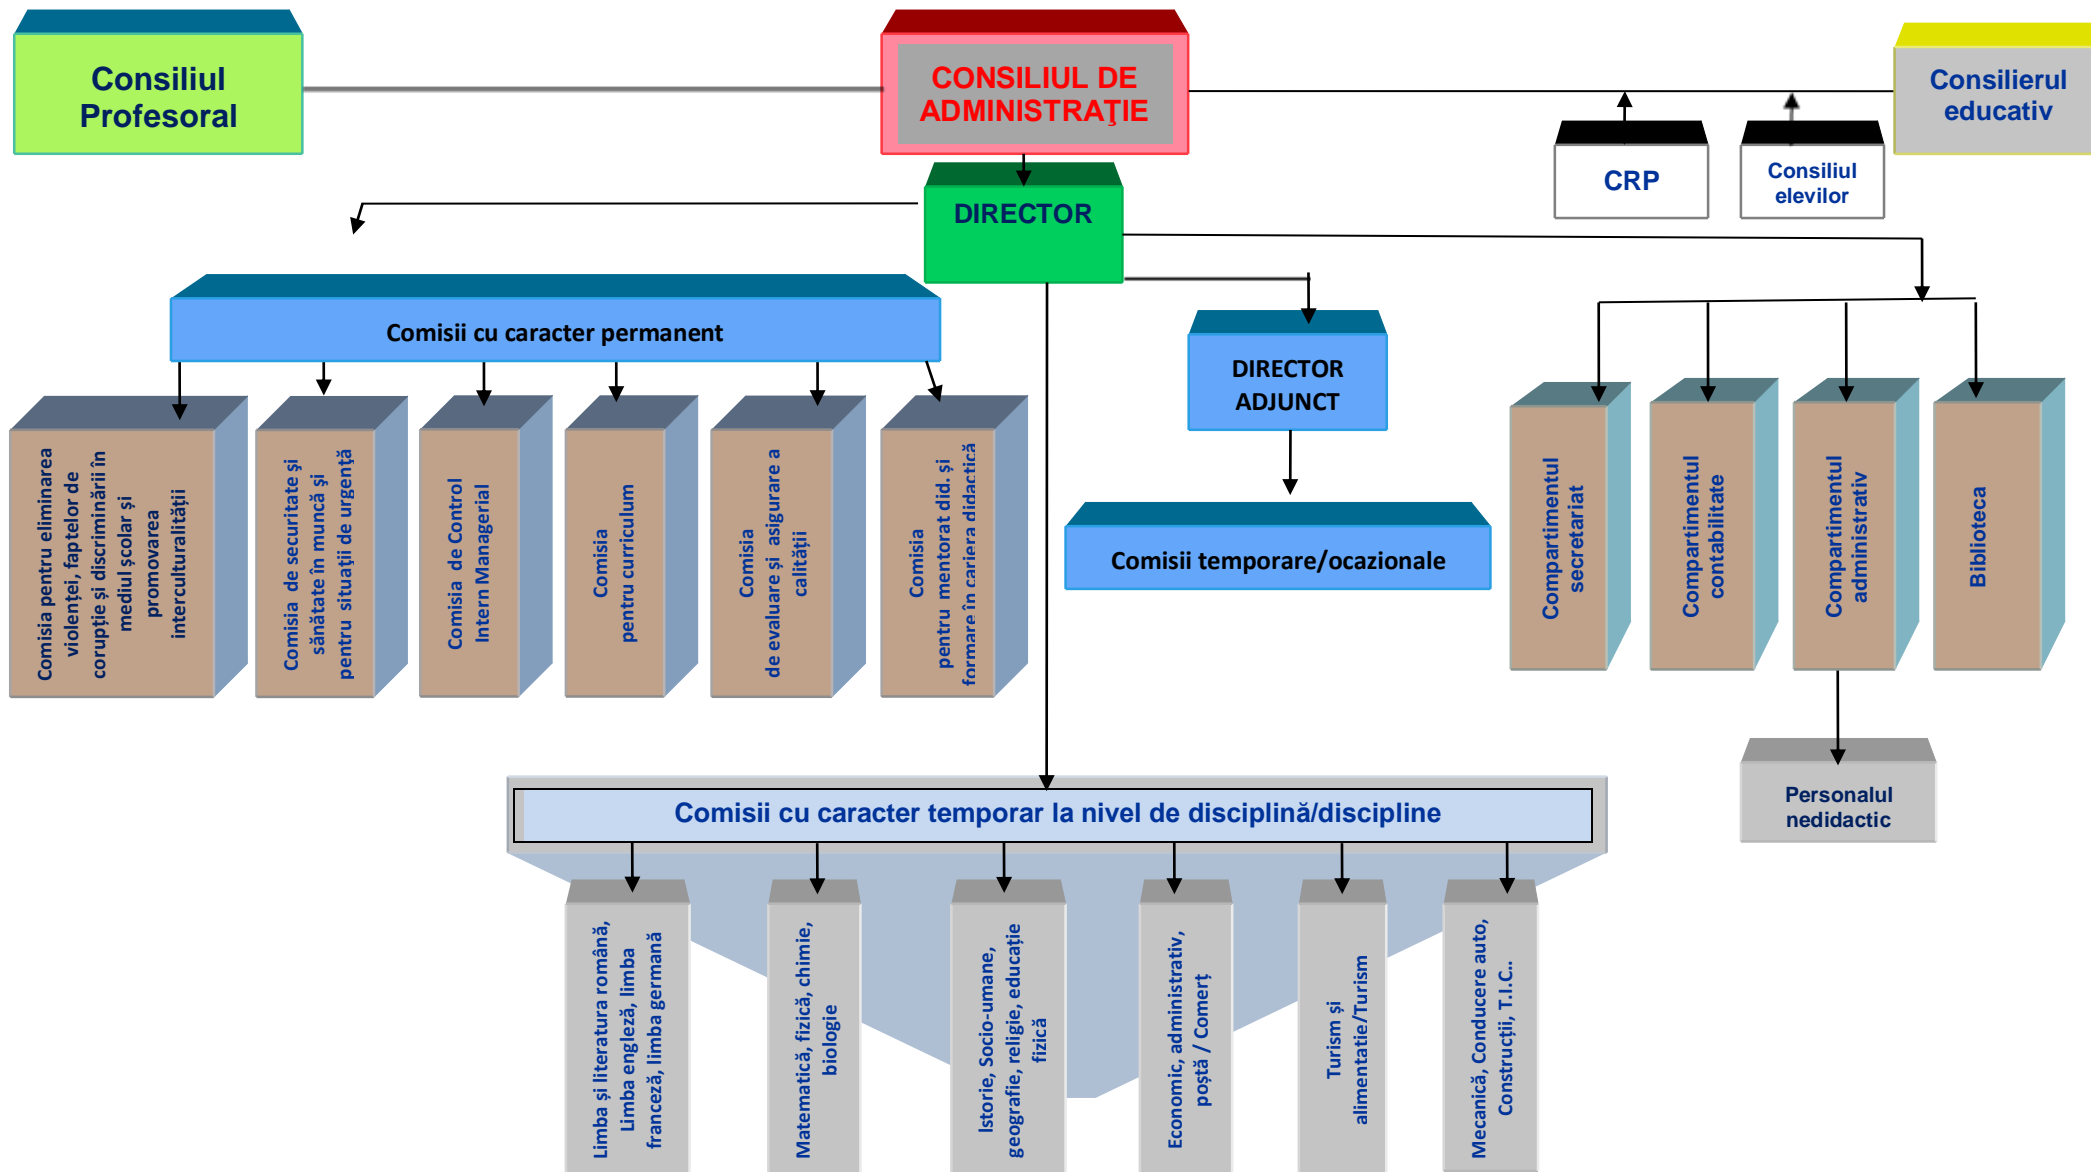 Consiliul
Profesoral
CONSILIUL DE
ADMINISTRAŢIE
Consilierul
educativ
CRP
Consiliul
elevilor
DIRECTOR
Comisii cu caracter permanent
DIRECTOR
ADJUNCT
Comisii temporare/ocazionale
Comisia pentru eliminarea
violenței, faptelor de
corupție și discriminării în
mediul școlar și
promovarea
interculturalității
Comisia de securitate și
sănătate în muncă și
pentru situații de urgență
Comisia de Control
Intern Managerial
Comisia
pentru curriculum
Comisia
de evaluare și asigurare a
calității
Comisia
pentru mentorat did. și
formare în cariera didactică
Compartimentul
secretariat
Compartimentul
contabilitate
Compartimentul
administrativ
Biblioteca
Personalul
nedidactic
Comisii cu caracter temporar la nivel de disciplină/discipline
Limba și literatura română,
Limba engleză, limba
franceză, limba germană
Matematică, fizică, chimie,
biologie
Istorie, Socio-umane,
geografie, religie, educație
fizică
Economic, administrativ,
poștă / Comerț
Turism și
alimentatie/Turism
Mecanică, Conducere auto,
Construcții, T.I.C..